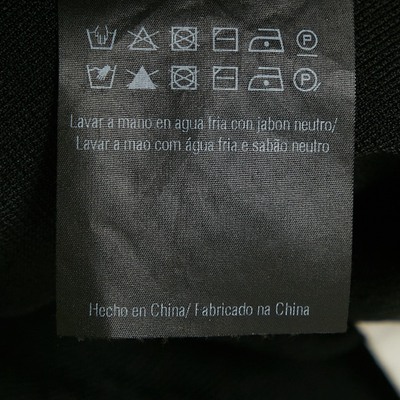 P
P
Lavar a mano en agua fria con jabon neutro/
Lavar a mao com água fria e sabão neutro
Hecho en China/ Fabricado na China